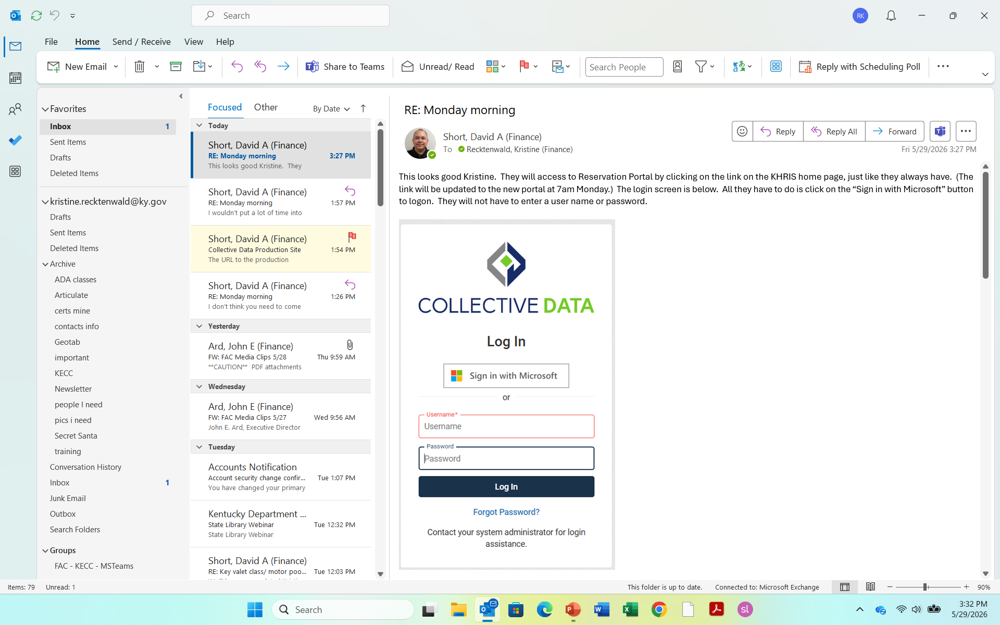 Search
RK
File Home Send / Receive View Help
New Email Share to Teams Unread/ Read Search People Reply with Scheduling Poll
Favorites
Inbox 1
Sent Items
Drafts
Deleted Items
kristine.recktenwald@ky.gov
Drafts
Sent Items
Deleted Items
Archive
ADA classes
Articulate
certs mine
contacts info
Geotab
important
KECC
Newsletter
people I need
pics i need
Secret Santa
training
Conversation History
Inbox 1
Junk Email
Outbox
Search Folders
Groups
FAC - KECC - MSTeams
Focused Other By Date
Today
Short, David A (Finance)
RE: Monday morning 3:27 PM
This looks good Kristine. They
Short, David A (Finance)
RE: Monday morning 1:57 PM
I wouldn't put a lot of time into
Short, David A (Finance)
Collective Data Production Site 1:54 PM
The URL to the production
Short, David A (Finance)
RE: Monday morning 1:26 PM
I don't think you need to come
Yesterday
Ard, John E (Finance)
FW: FAC Media Clips 5/28 Thu 9:59 AM
**CAUTION** PDF attachments
Wednesday
Ard, John E (Finance)
FW: FAC Media Clips 5/27 Wed 9:56 AM
John E. Ard, Executive Director
Tuesday
Accounts Notification
Account security change confir... Tue 1:07 PM
You have changed your primary
Kentucky Department ...
State Library Webinar Tue 12:32 PM
State Library Webinar
Short, David A (Finance)
RE: Key valet class/ motor poo... Tue 12:03 PM
RE: Monday morning
Short, David A (Finance)
To Recktenwald, Kristine (Finance)
Reply Reply All Forward
Fri 5/29/2026 3:27 PM
This looks good Kristine. They will access to Reservation Portal by clicking on the link on the KHRIS home page, just like they always have. (The
link will be updated to the new portal at 7am Monday.) The login screen is below. All they have to do is click on the “Sign in with Microsoft” button
to logon. They will not have to enter a user name or password.
COLLECTIVE DATA
Log In
Sign in with Microsoft
or
Username*
Username
Password
Password
Log In
Forgot Password?
Contact your system administrator for login
assistance.
Items: 79 Unread: 1 This folder is up to date. Connected to: Microsoft Exchange 90%
Search
sl
3:32 PM
5/29/2026